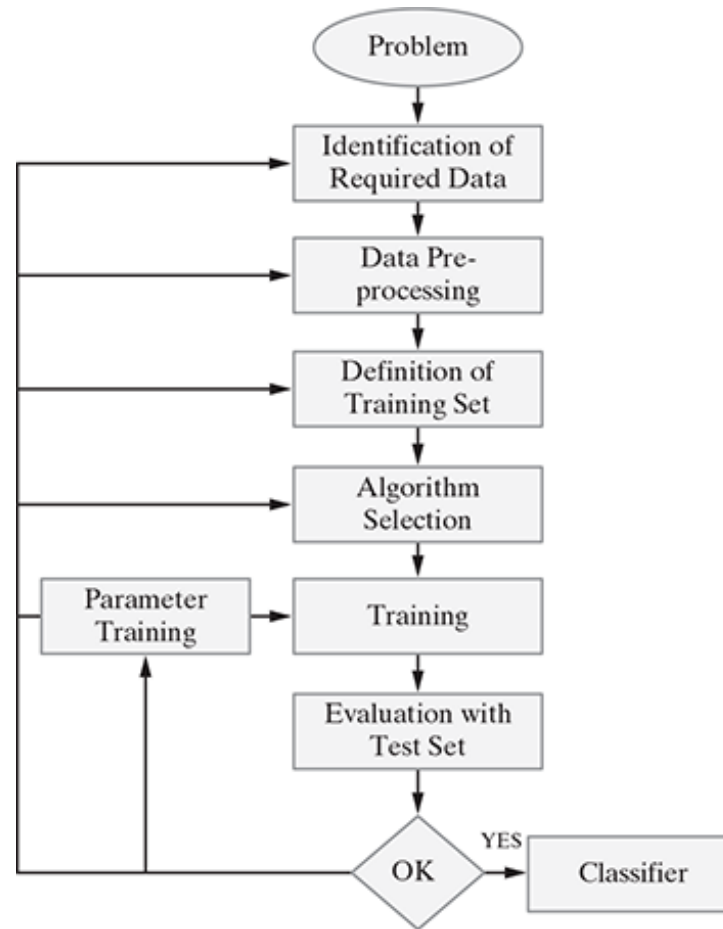 Problem
Identification of
Required Data
Data Pre-
processing
Definition of
Training Set
Algorithm
Selection
Parameter
Training
Training
Evaluation with
Test Set
OK
YES
Classifier